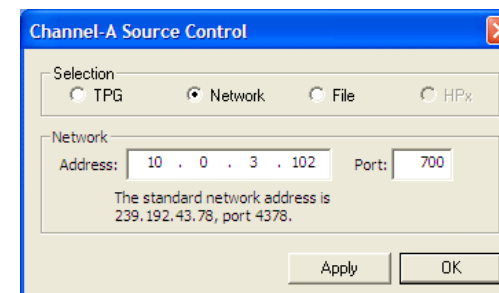 Channel-A Source Control
Selection
TPG Network File HPx
Network
Address: 10 . 0 . 3 . 102 Port: 700
The standard network address is
239.192.43.78, port 4378.
Apply OK